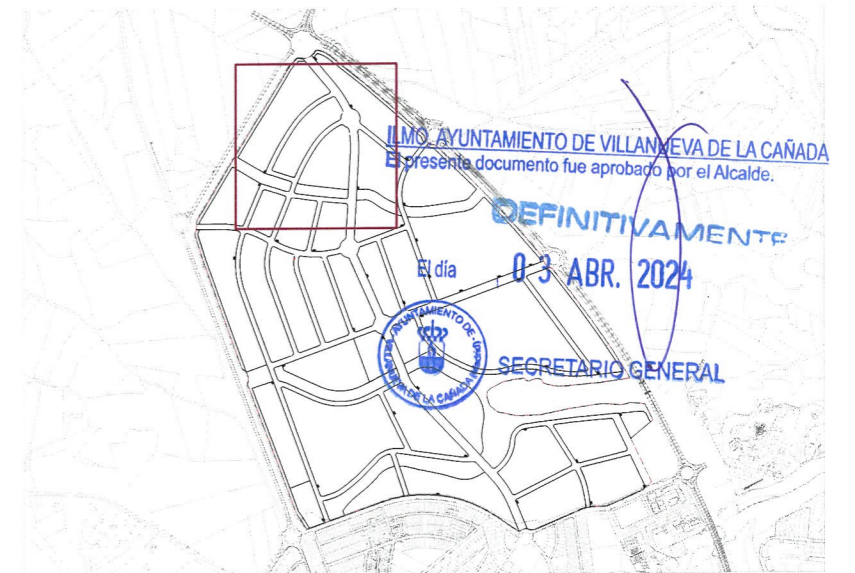 ILMO. AYUNTAMIENTO DE VILLANUEVA DE LA CAÑADA
El presente documento fue aprobado por el Alcalde.
DEFINITIVAMENTE
El día 03 ABR. 2024
AYUNTAMIENTO DE
VILLANUEVA DE LA CAÑADA
SECRETARIO GENERAL